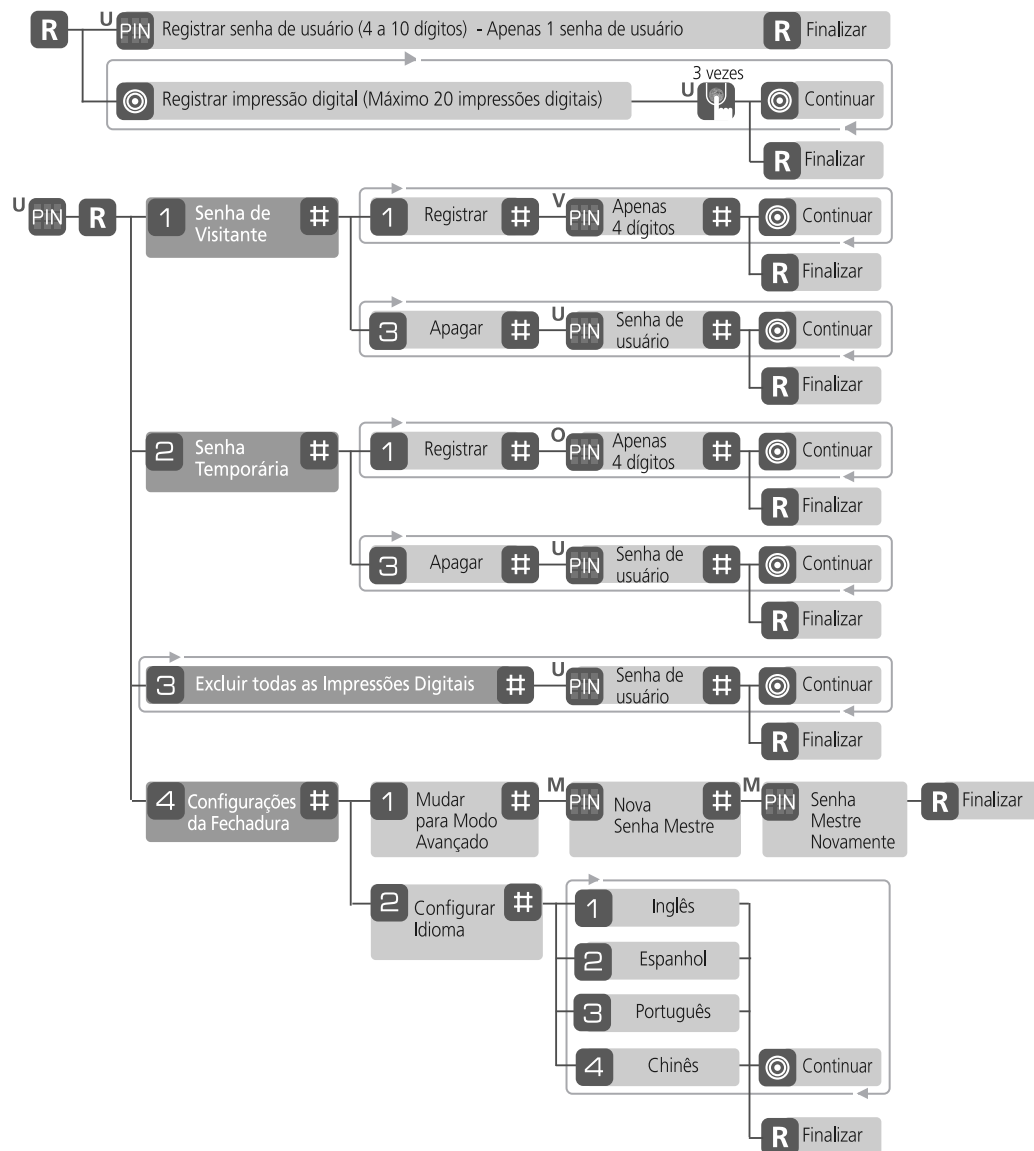 R U PIN Registrar senha de usuário (4 a 10 dígitos) - Apenas 1 senha de usuário R Finalizar
3 vezes
Registrar impressão digital (Máximo 20 impressões digitais) U Continuar
R Finalizar
U PIN R 1 Senha de Visitante # 1 Registrar # V PIN Apenas 4 dígitos # Continuar
R Finalizar
3 Apagar # U PIN Senha de usuário # Continuar
R Finalizar
2 Senha Temporária # 1 Registrar # O PIN Apenas 4 dígitos # Continuar
R Finalizar
3 Apagar # U PIN Senha de usuário # Continuar
R Finalizar
3 Excluir todas as Impressões Digitais # U PIN Senha de usuário # Continuar
R Finalizar
4 Configurações da Fechadura # 1 Mudar para Modo Avançado # M PIN Nova Senha Mestre # M PIN Senha Mestre Novamente R Finalizar
2 Configurar Idioma # 1 Inglês
2 Espanhol
3 Português
4 Chinês Continuar
R Finalizar